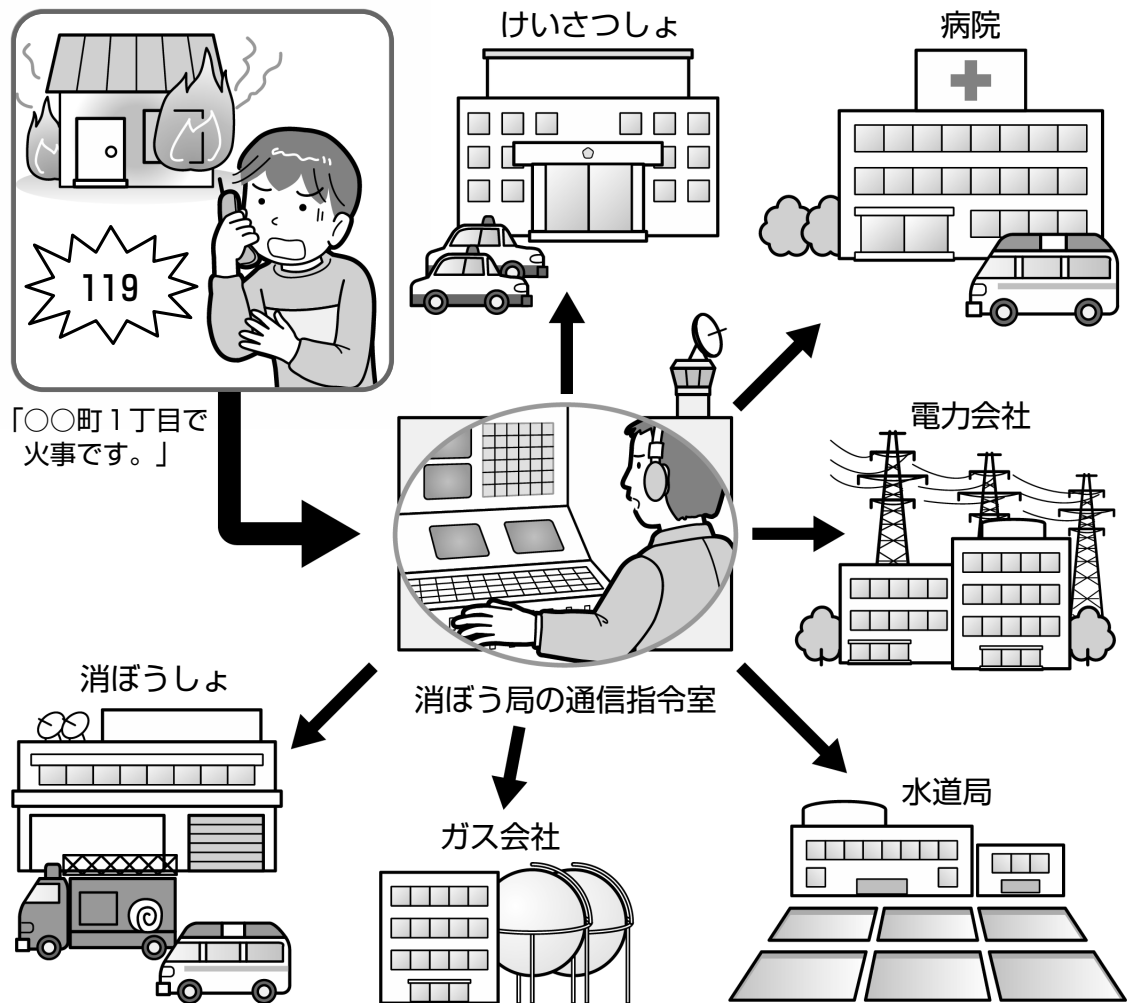 けいさつしょ
病院
119
「○○町1丁目で
火事です。」
電力会社
消ぼう局の通信指令室
消ぼうしょ
ガス会社
水道局